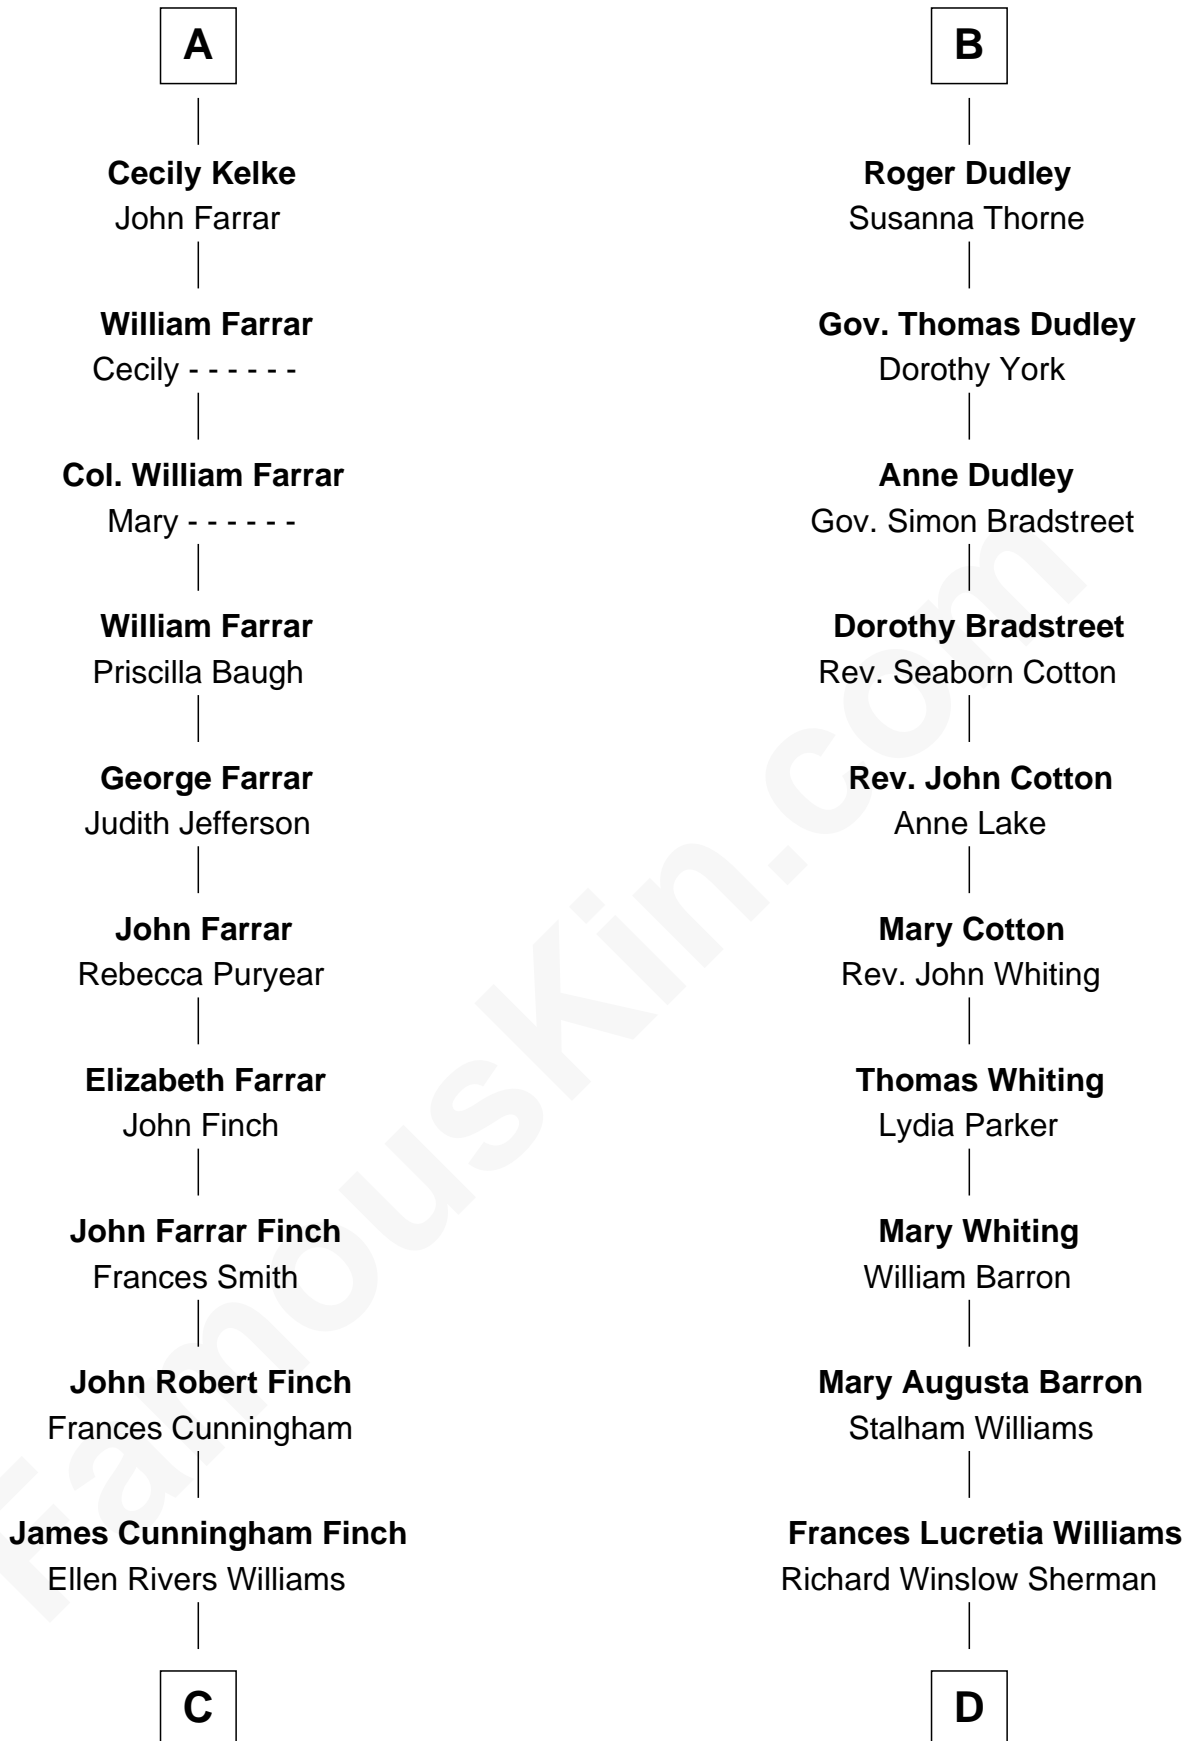 A
Cecily Kelke
John Farrar
William Farrar
Cecily - - - - - -
Col. William Farrar
Mary - - - - - -
William Farrar
Priscilla Baugh
George Farrar
Judith Jefferson
John Farrar
Rebecca Puryear
Elizabeth Farrar
John Finch
John Farrar Finch
Frances Smith
John Robert Finch
Frances Cunningham
James Cunningham Finch
Ellen Rivers Williams
C
B
Roger Dudley
Susanna Thorne
Gov. Thomas Dudley
Dorothy York
Anne Dudley
Gov. Simon Bradstreet
Dorothy Bradstreet
Rev. Seaborn Cotton
Rev. John Cotton
Anne Lake
Mary Cotton
Rev. John Whiting
Thomas Whiting
Lydia Parker
Mary Whiting
William Barron
Mary Augusta Barron
Stalham Williams
Frances Lucretia Williams
Richard Winslow Sherman
D
FamousKin.com